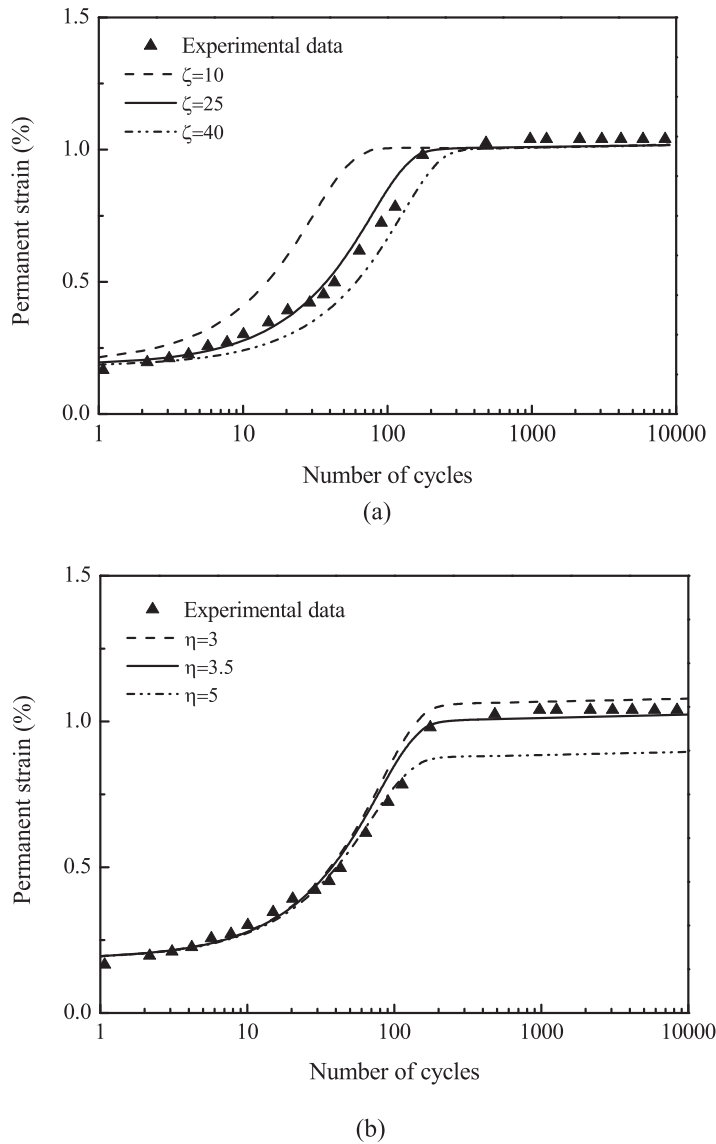 1.5
Experimental data
ζ=10
ζ=25
ζ=40
1.0
0.5
0.0
Permanent strain (%)
1 10 100 1000 10000
Number of cycles
(a)
1.5
Experimental data
η=3
η=3.5
η=5
1.0
0.5
0.0
Permanent strain (%)
1 10 100 1000 10000
Number of cycles
(b)